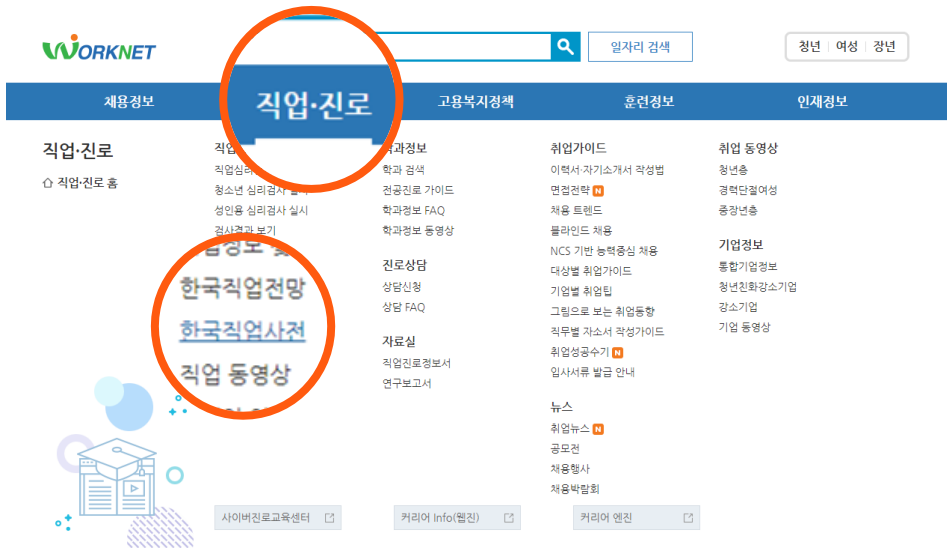 WORKNET
일자리 검색
청년 여성 장년
채용정보 직업·진로 고용복지정책 훈련정보 인재정보
직업·진로
직업·진로 홈
청소년 심리검사 실시
성인용 심리검사 실시
검사결과 보기
한국직업전망
한국직업사전
직업 동영상
학과정보
학과 검색
전공진로 가이드
학과정보 FAQ
학과정보 동영상
진로상담
상담신청
상담 FAQ
자료실
직업진로정보서
연구보고서
취업가이드
이력서·자기소개서 작성법
면접전략 N
채용 트렌드
블라인드 채용
NCS 기반 능력중심 채용
대상별 취업가이드
기업별 취업팁
그림으로 보는 취업동향
직무별 자소서 작성가이드
취업성공수기 N
입사서류 발급 안내
뉴스
취업뉴스 N
공모전
채용행사
채용박람회
취업 동영상
청년층
경력단절여성
중장년층
기업정보
통합기업정보
청년친화강소기업
강소기업
기업 동영상
사이버진로교육센터
커리어 Info(웹진)
커리어 엔진